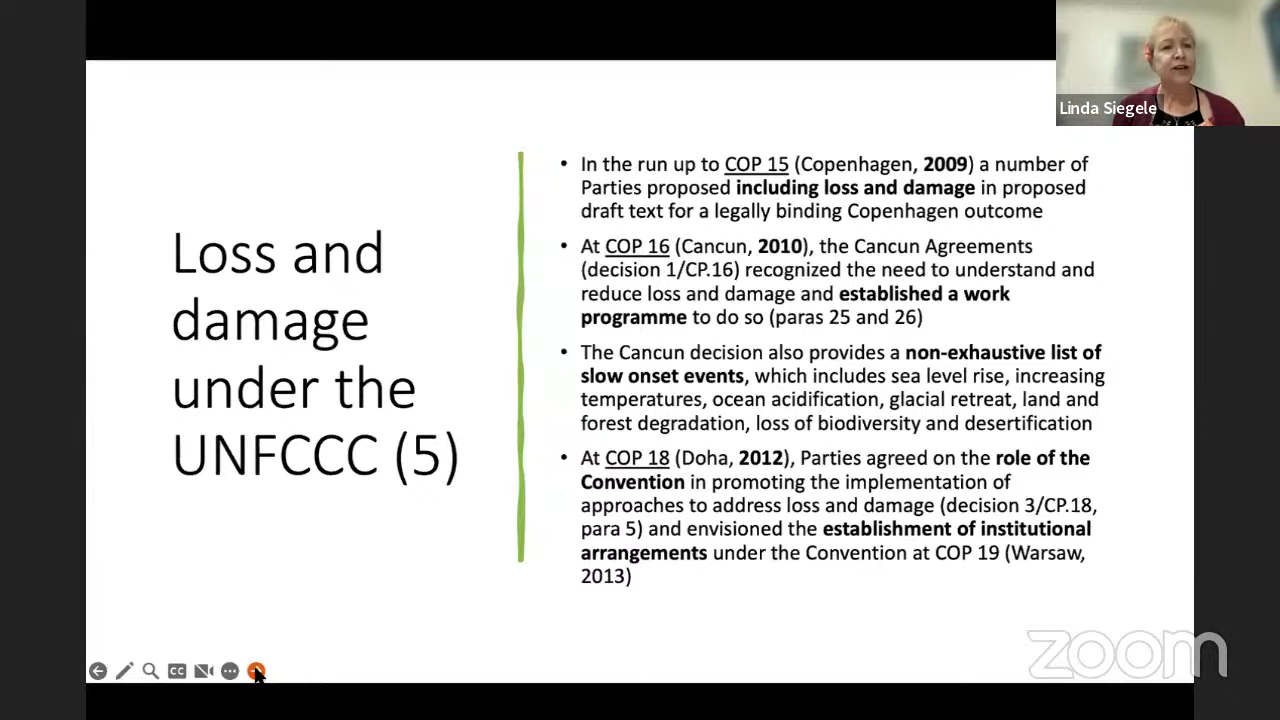 Linda Siegele
Loss and
damage
under the
UNFCCC (5)
• In the run up to COP 15 (Copenhagen, 2009) a number of
Parties proposed including loss and damage in proposed
draft text for a legally binding Copenhagen outcome
• At COP 16 (Cancun, 2010), the Cancun Agreements
(decision 1/CP.16) recognized the need to understand and
reduce loss and damage and established a work
programme to do so (paras 25 and 26)
• The Cancun decision also provides a non-exhaustive list of
slow onset events, which includes sea level rise, increasing
temperatures, ocean acidification, glacial retreat, land and
forest degradation, loss of biodiversity and desertification
• At COP 18 (Doha, 2012), Parties agreed on the role of the
Convention in promoting the implementation of
approaches to address loss and damage (decision 3/CP.18,
para 5) and envisioned the establishment of institutional
arrangements under the Convention at COP 19 (Warsaw,
2013)
CC
zoom